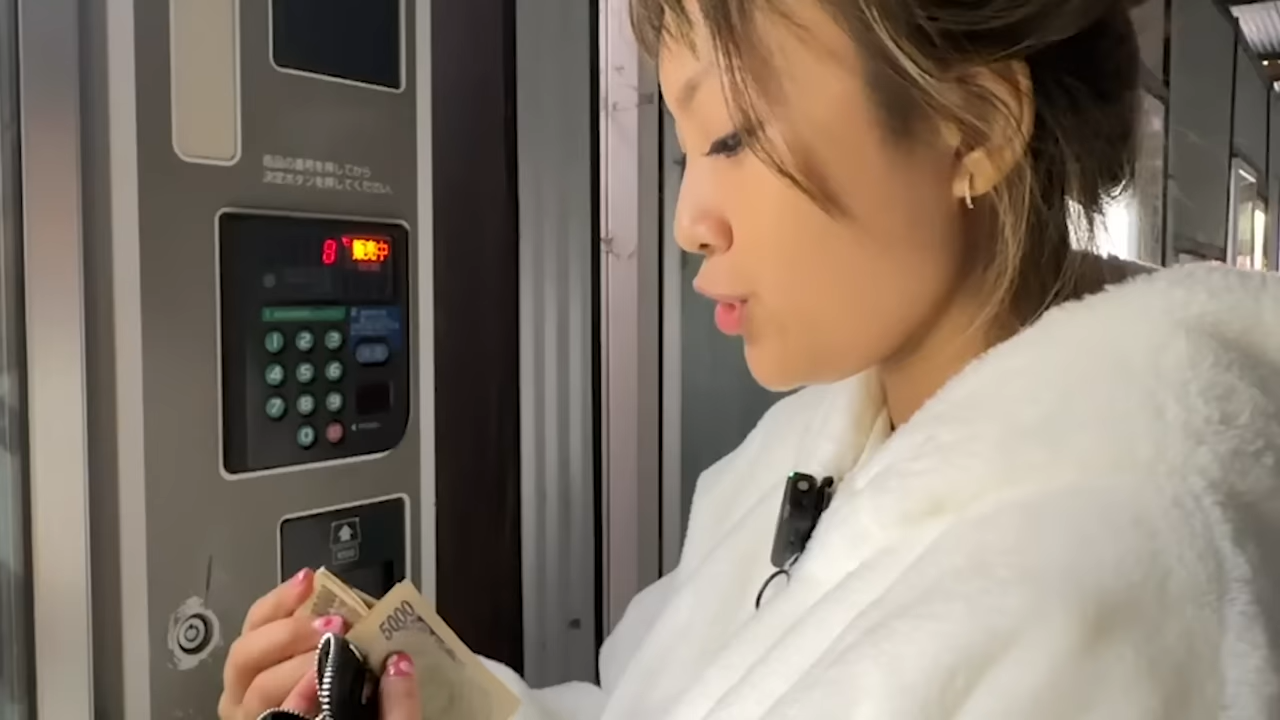 商品の番号を押してから
決定ボタンを押してください。
8℃ 販売中
1 2 3
4 5 6
7 8 9
0
5000